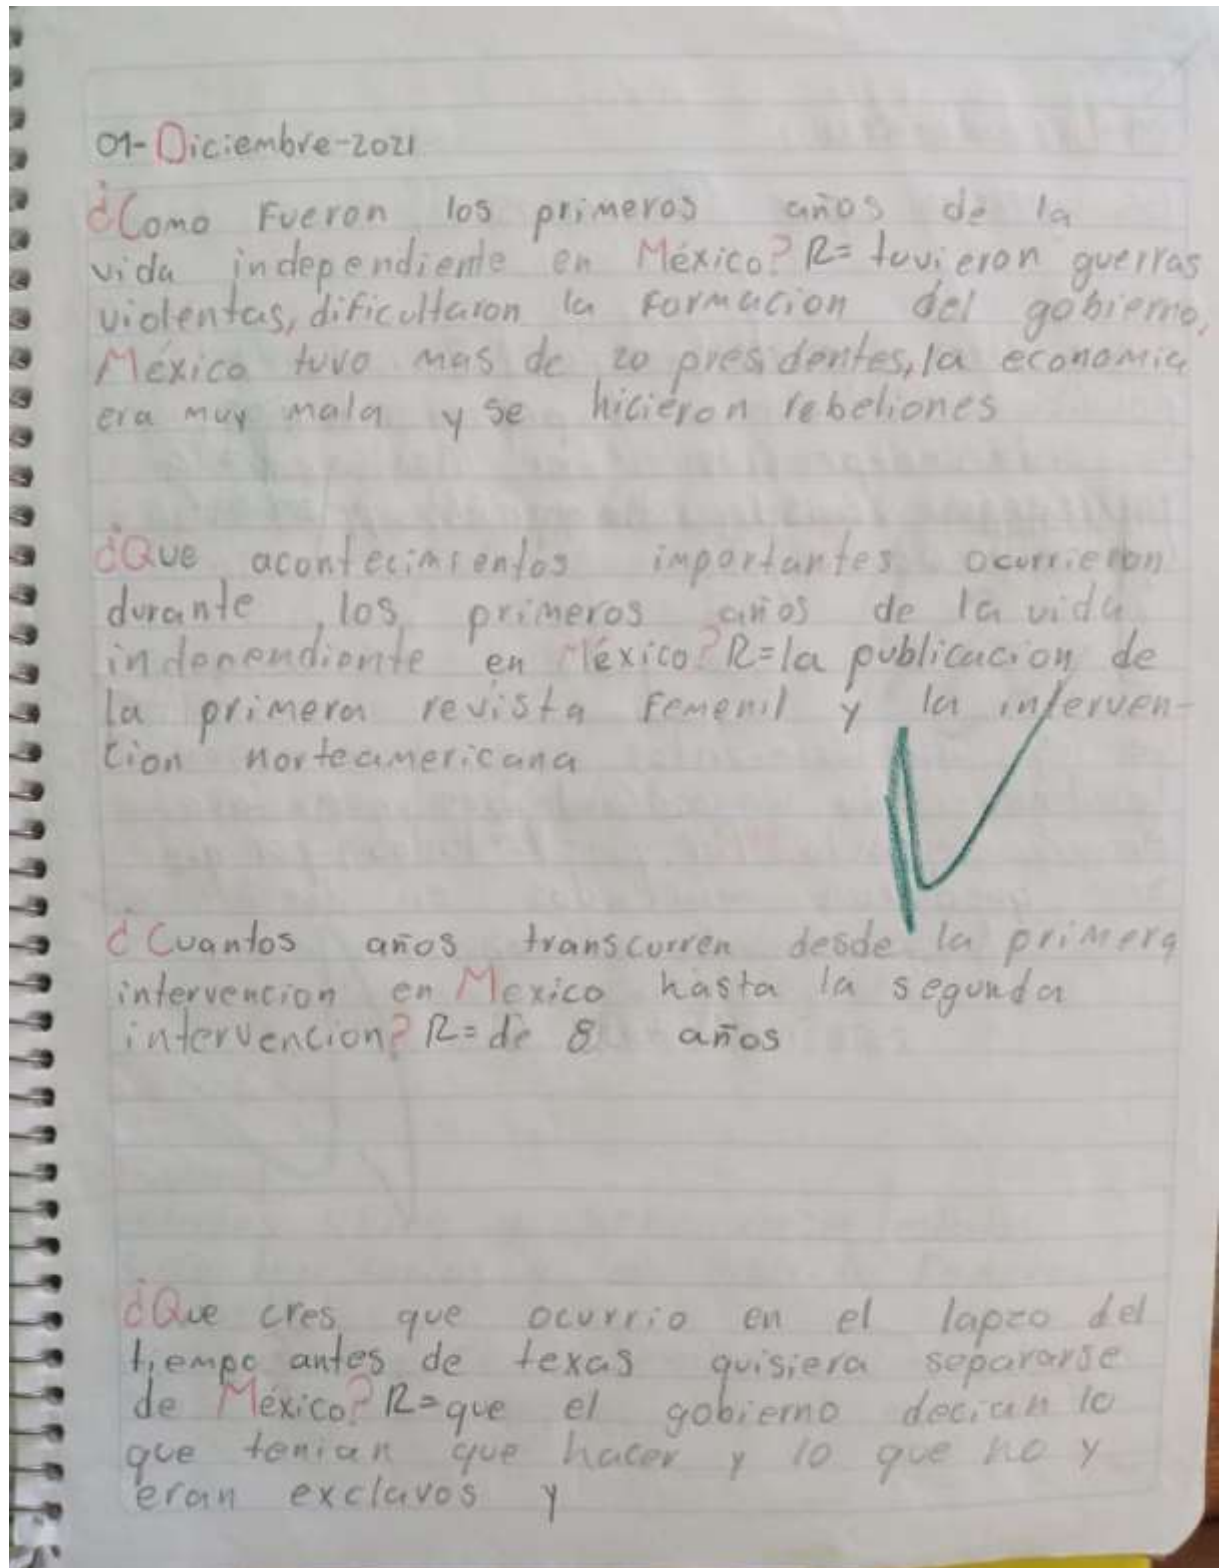 01-Diciembre-2021
¿Como Fueron los primeros años de la
vida independiente en México? R= tuvieron guerras
violentas, dificultaron la Formacion del gobierno,
México tuvo mas de 20 presidentes, la economia
era muy mala y se hicieron rebeliones
¿Que acontecimientos importantes ocurrieron
durante los primeros años de la vida
independiente en México? R=la publicacion de
la primera revista Femenil y la interven-
cion norteamericana
¿Cuantos años transcurren desde la primera
intervencion en Mexico hasta la segunda
intervencion? R= de 8 años
¿Que cres que ocurrio en el lapzo del
tiempo antes de texas quisiera separarse
de México? R=que el gobierno decian lo
que tenian que hacer y lo que no y
eran exclavos y